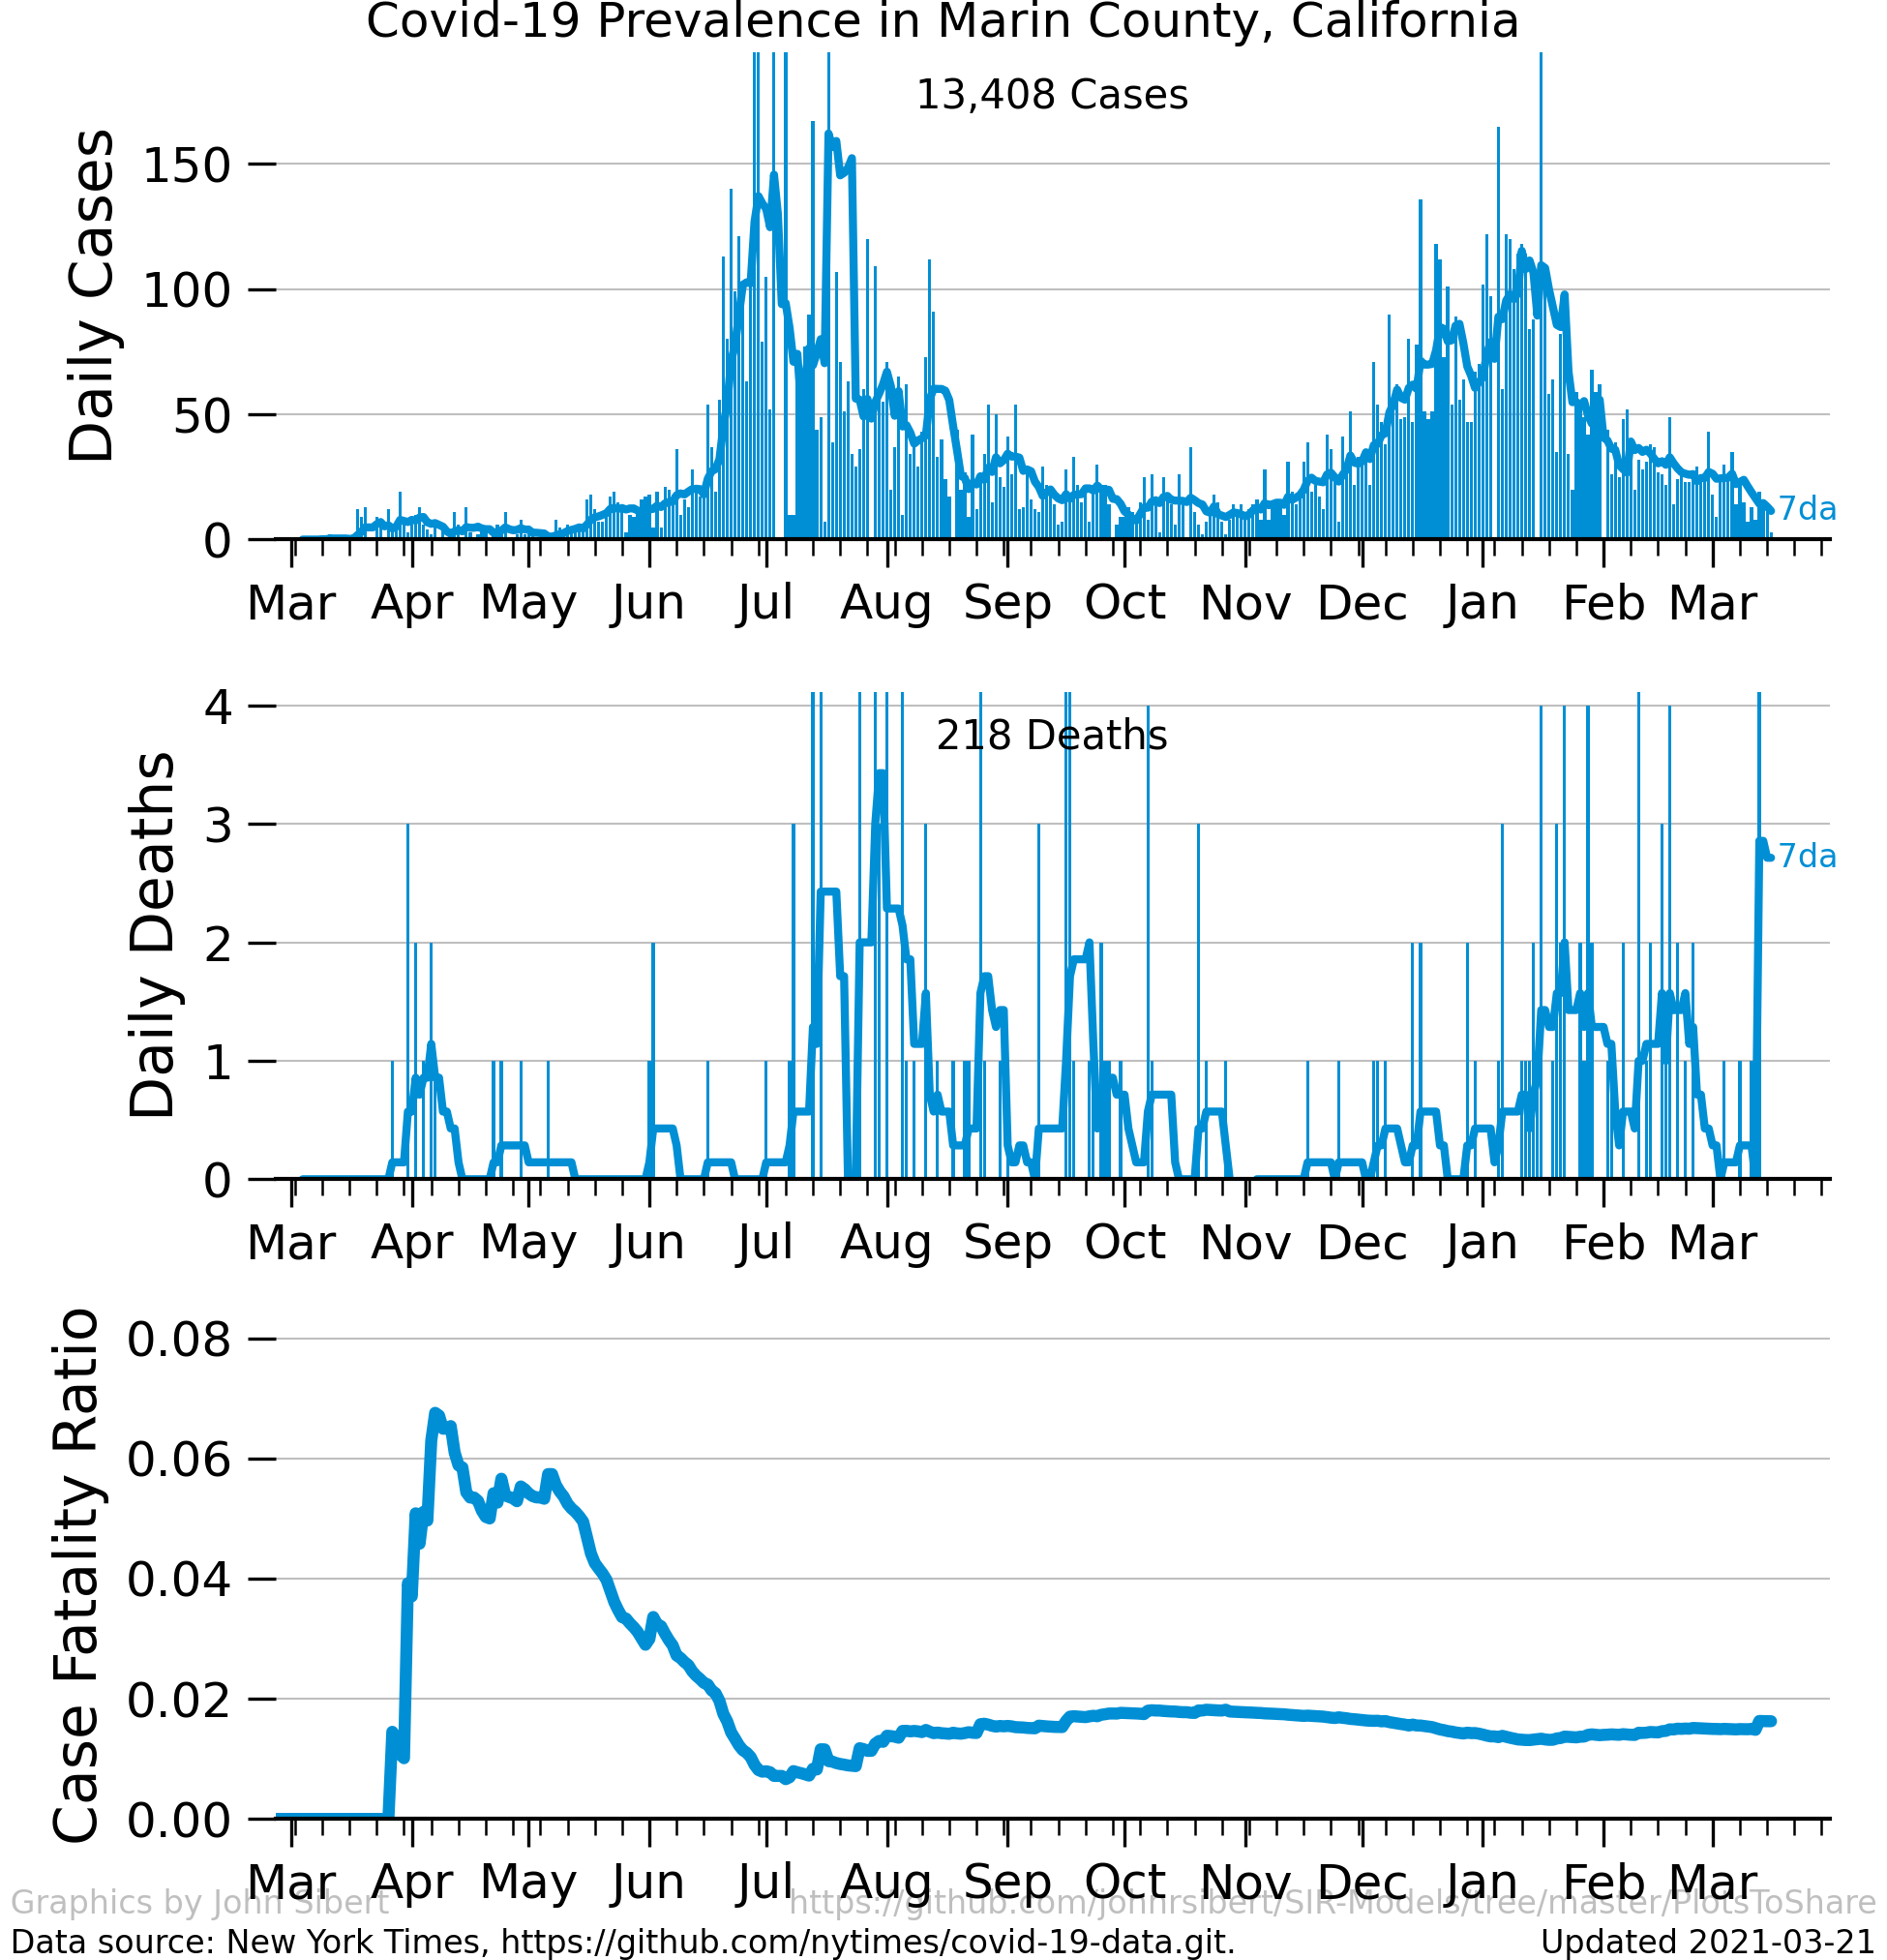 Covid-19 Prevalence in Marin County, California
13,408 Cases
Daily Cases
150
100
50
0
7da
Mar Apr May Jun Jul Aug Sep Oct Nov Dec Jan Feb Mar
218 Deaths
Daily Deaths
4
3
2
1
0
7da
Mar Apr May Jun Jul Aug Sep Oct Nov Dec Jan Feb Mar
Case Fatality Ratio
0.08
0.06
0.04
0.02
0.00
Mar Apr May Jun Jul Aug Sep Oct Nov Dec Jan Feb Mar
Graphics by John Sibert https://github.com/johnrsibert/SIR-Models/tree/master/PlotsToShare
Data source: New York Times, https://github.com/nytimes/covid-19-data.git. Updated 2021-03-21